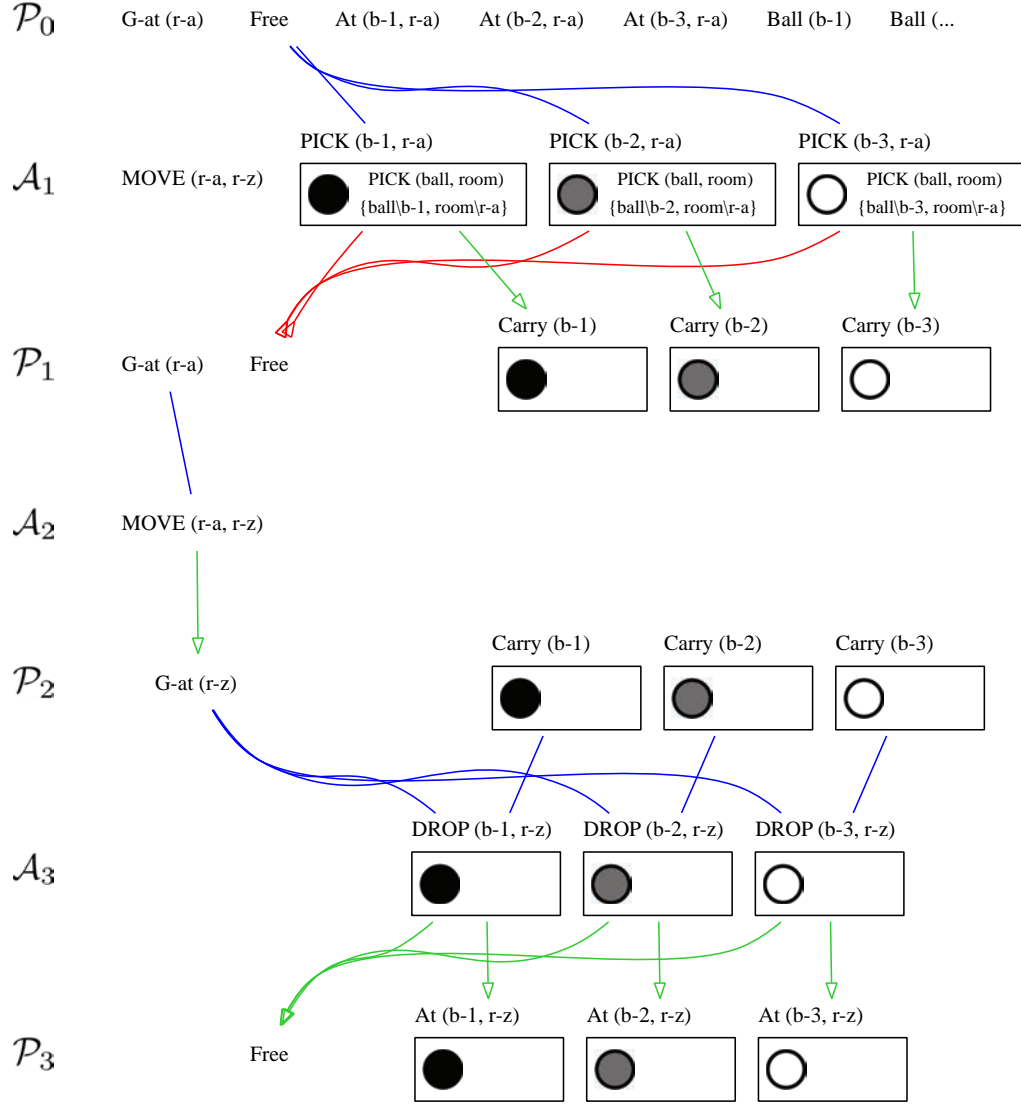 P0 G-at (r-a) Free At (b-1, r-a) At (b-2, r-a) At (b-3, r-a) Ball (b-1) Ball (...
PICK (b-1, r-a) PICK (b-2, r-a) PICK (b-3, r-a)
A1 MOVE (r-a, r-z) PICK (ball, room) PICK (ball, room) PICK (ball, room)
{ball\b-1, room\r-a} {ball\b-2, room\r-a} {ball\b-3, room\r-a}
Carry (b-1) Carry (b-2) Carry (b-3)
P1 G-at (r-a) Free
A2 MOVE (r-a, r-z)
Carry (b-1) Carry (b-2) Carry (b-3)
P2 G-at (r-z)
DROP (b-1, r-z) DROP (b-2, r-z) DROP (b-3, r-z)
A3
At (b-1, r-z) At (b-2, r-z) At (b-3, r-z)
P3 Free